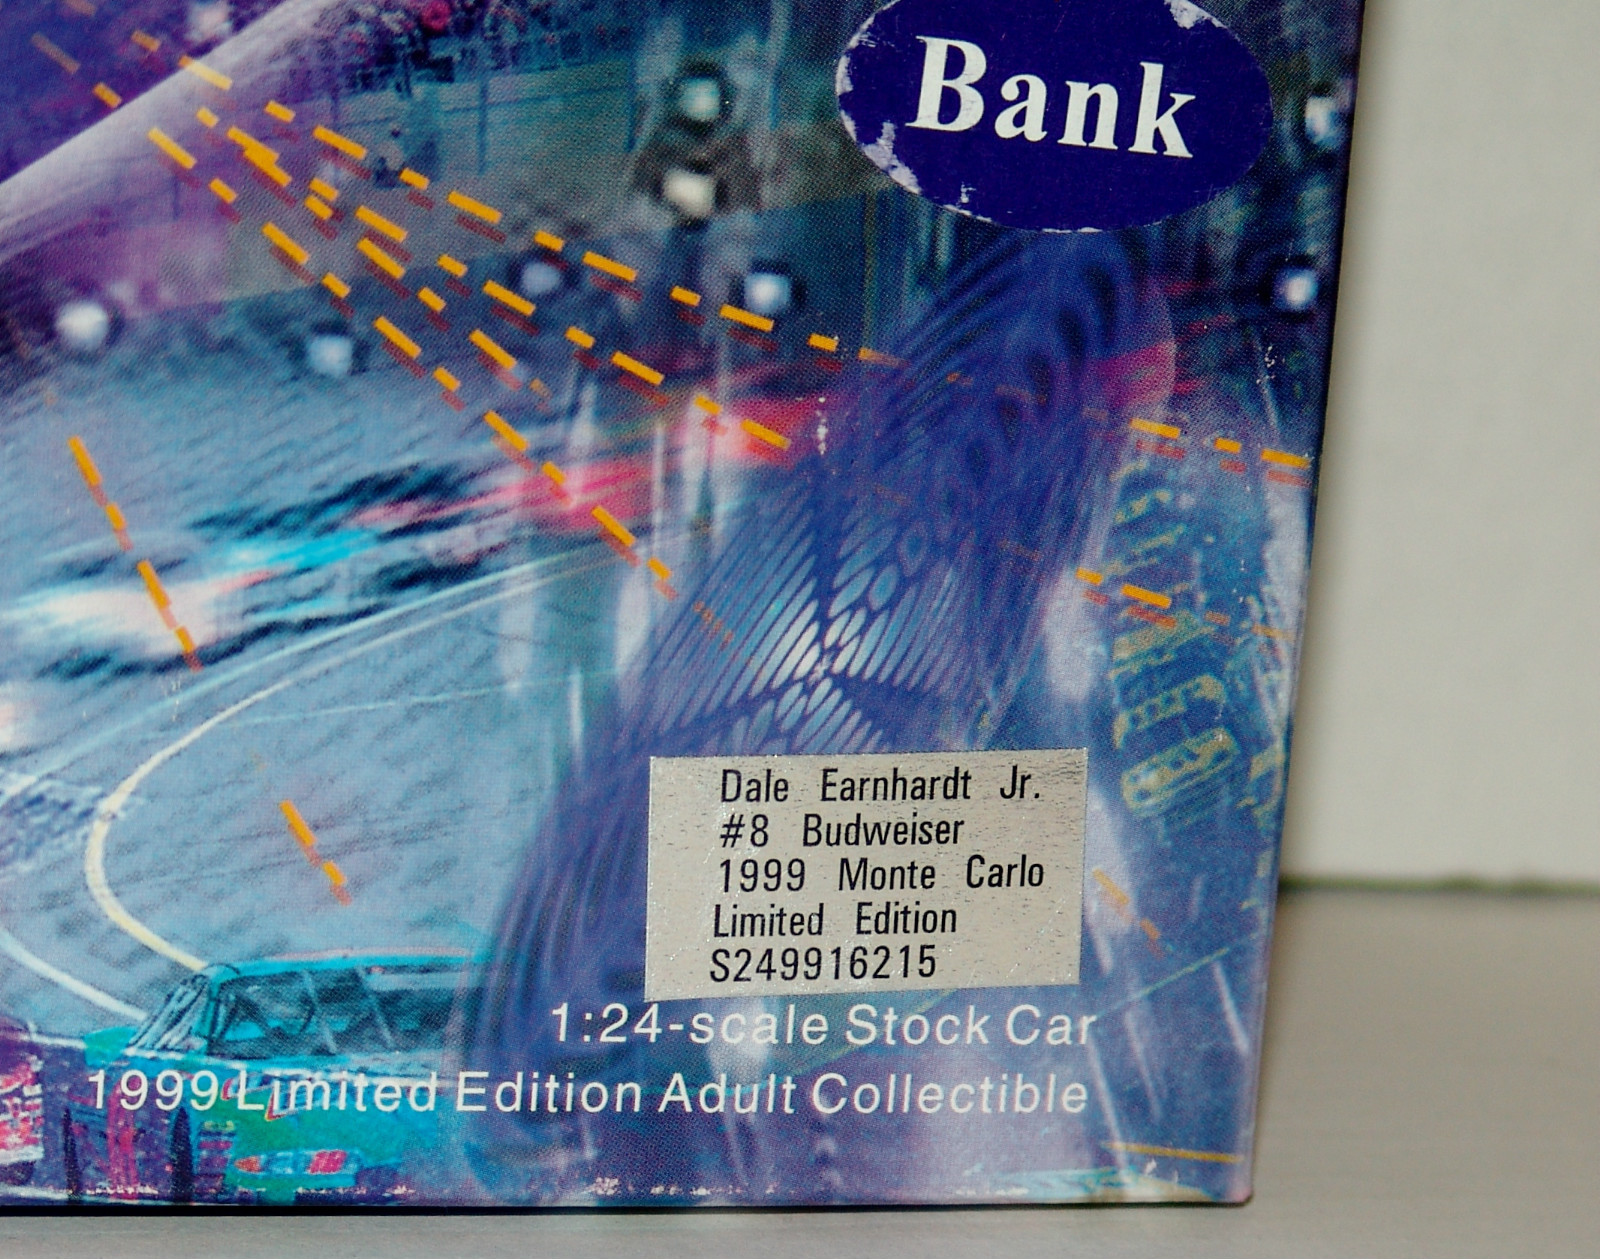 Bank
Dale Earnhardt Jr.
#8 Budweiser
1999 Monte Carlo
Limited Edition
S249916215
1:24-scale Stock Car
1999 Limited Edition Adult Collectible